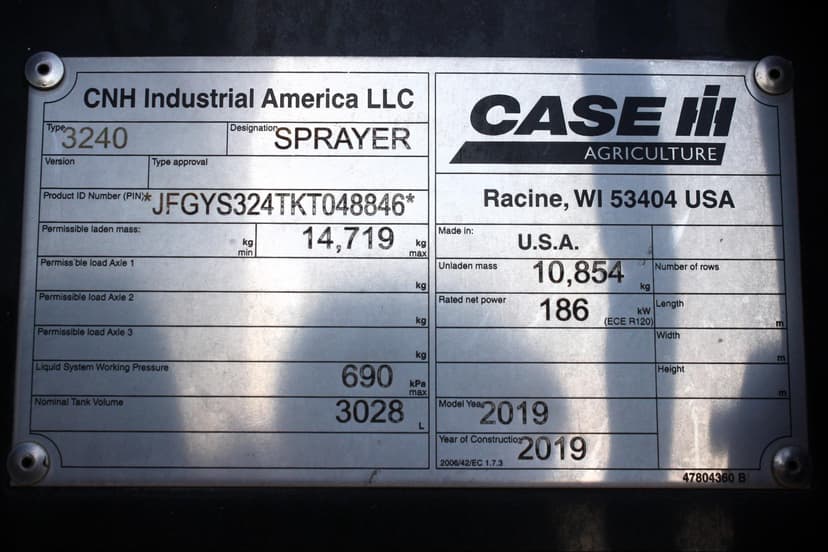 CNH Industrial America LLC
Type 3240
Designation SPRAYER
Version
Type approval
Product ID Number (PIN) *JFGYS324TKT048846*
Permissible laden mass: kg min 14,719 kg max
Permissible load Axle 1 kg
Permissible load Axle 2 kg
Permissible load Axle 3 kg
Liquid System Working Pressure 690 kPa max
Nominal Tank Volume 3028 L
CASE IH
AGRICULTURE
Racine, WI 53404 USA
Made in: U.S.A.
Unladen mass 10,854 kg
Number of rows
Rated net power 186 kW (ECE R120)
Length m
Width m
Height m
Model Year 2019
Year of Construction 2019
2006/42/EC 1.7.3
47804360 B